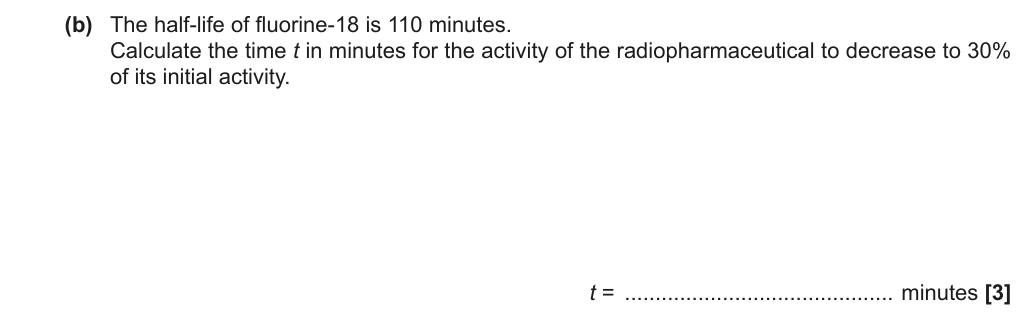 (b) The half-life of fluorine-18 is 110 minutes.
Calculate the time t in minutes for the activity of the radiopharmaceutical to decrease to 30%
of its initial activity.
t = ............................................ minutes [3]